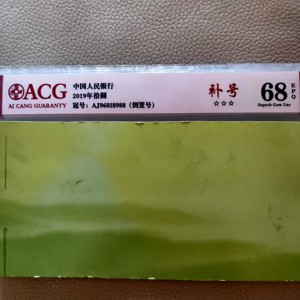 ACG
AI CANG GUARANTY
中国人民银行
2019年拾圆
冠号：AJ96018988（倒置号）
补号
☆☆☆
68 EPQ
Superb Gem Unc